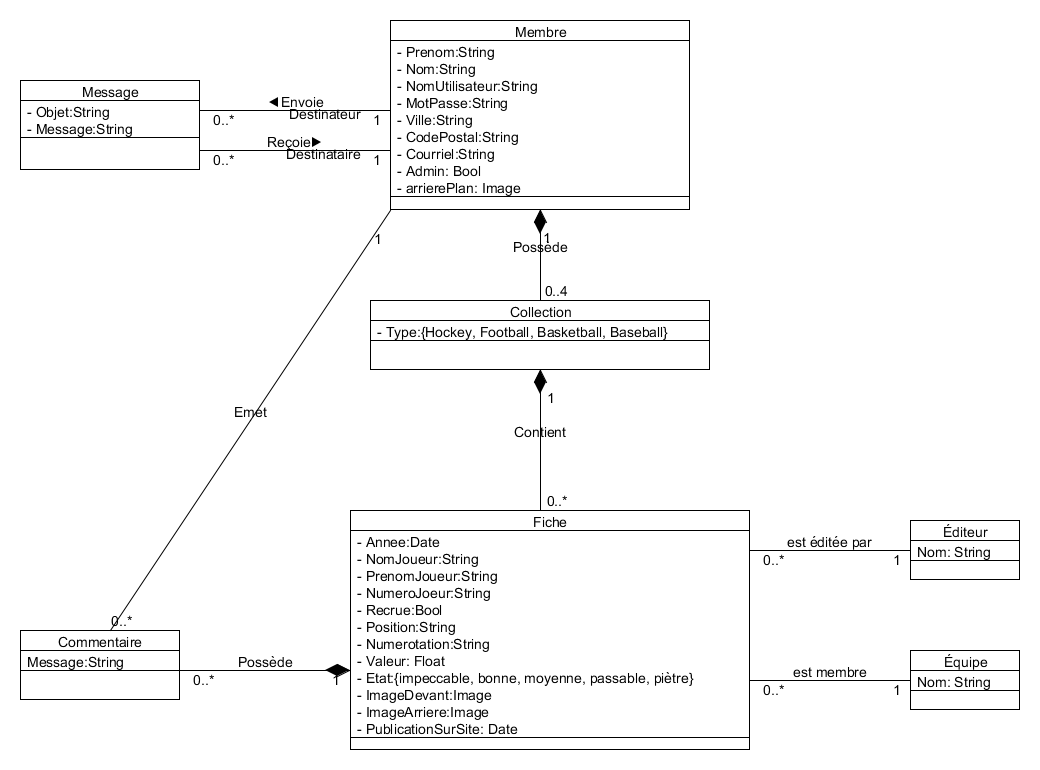 Membre
- Prenom:String
- Nom:String
- NomUtilisateur:String
- MotPasse:String
- Ville:String
- CodePostal:String
- Courriel:String
- Admin: Bool
- arrierePlan: Image
Message
- Objet:String
- Message:String
◀Envoie
Destinateur
0..* 1
Reçoie▶
Destinataire
0..* 1
1
1
Possède
0..4
Collection
- Type:{Hockey, Football, Basketball, Baseball}
1
Emet
Contient
0..*
Fiche
- Annee:Date
- NomJoueur:String
- PrenomJoueur:String
- NumeroJoeur:String
- Recrue:Bool
- Position:String
- Numerotation:String
- Valeur: Float
- Etat:{impeccable, bonne, moyenne, passable, piètre}
- ImageDevant:Image
- ImageArriere:Image
- PublicationSurSite: Date
est éditée par
0..* 1
Éditeur
Nom: String
est membre
0..* 1
Équipe
Nom: String
0..*
Commentaire
Message:String
Possède
0..* 1